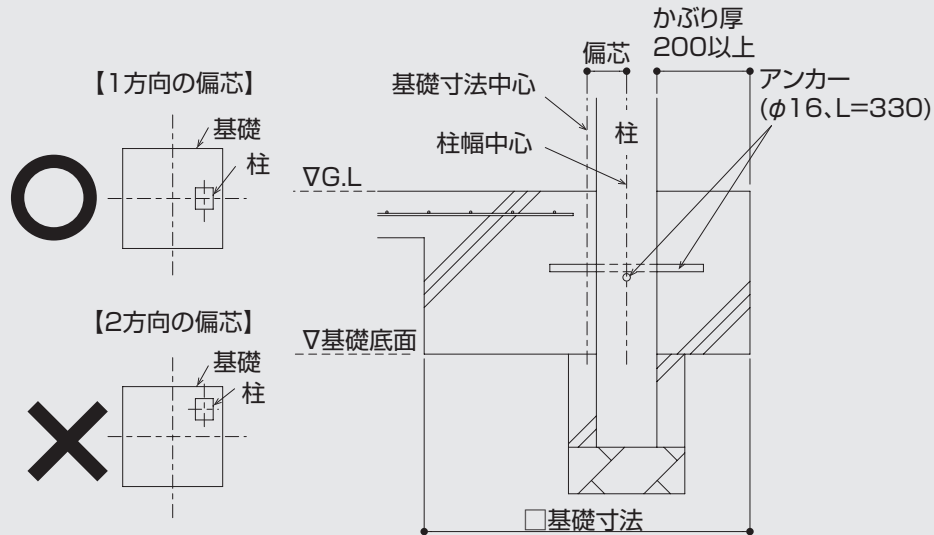 【1方向の偏芯】
基礎
柱
【2方向の偏芯】
基礎
柱
かぶり厚
200以上
偏芯
アンカー
(φ16、L=330)
基礎寸法中心
柱
柱幅中心
∇G.L
∇基礎底面
□基礎寸法